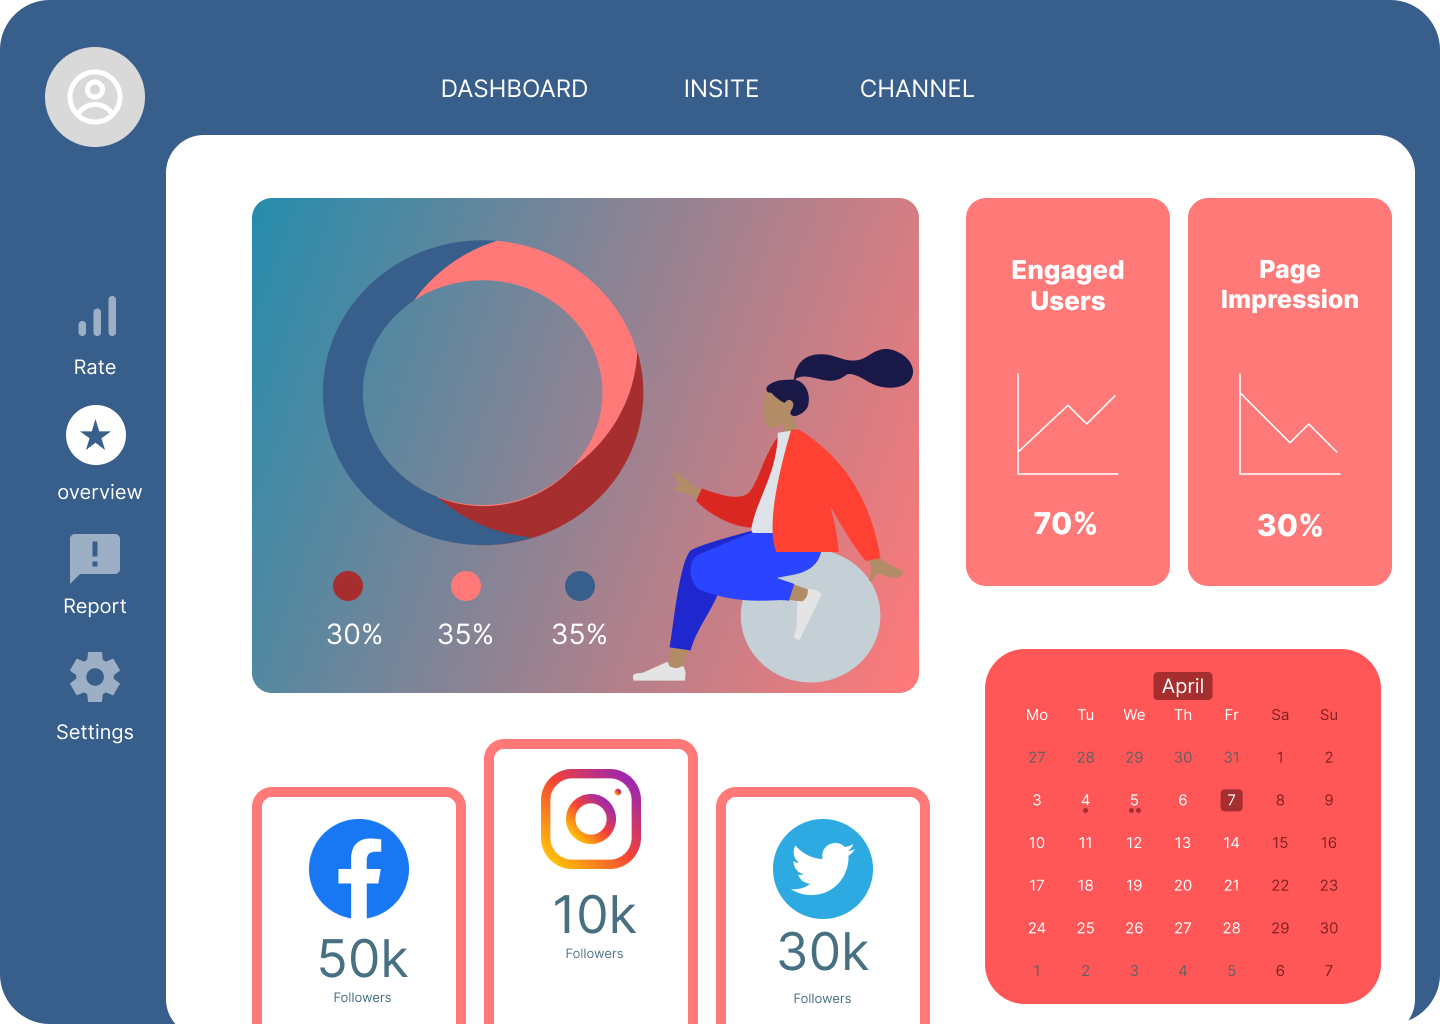 DASHBOARD INSITE CHANNEL
Rate
overview
Report
Settings
30% 35% 35%
Engaged
Users
70%
Page
Impression
30%
50k
Followers
10k
Followers
30k
Followers
April
Mo Tu We Th Fr Sa Su
27 28 29 30 31 1 2
3 4 5 6 7 8 9
10 11 12 13 14 15 16
17 18 19 20 21 22 23
24 25 26 27 28 29 30
1 2 3 4 5 6 7